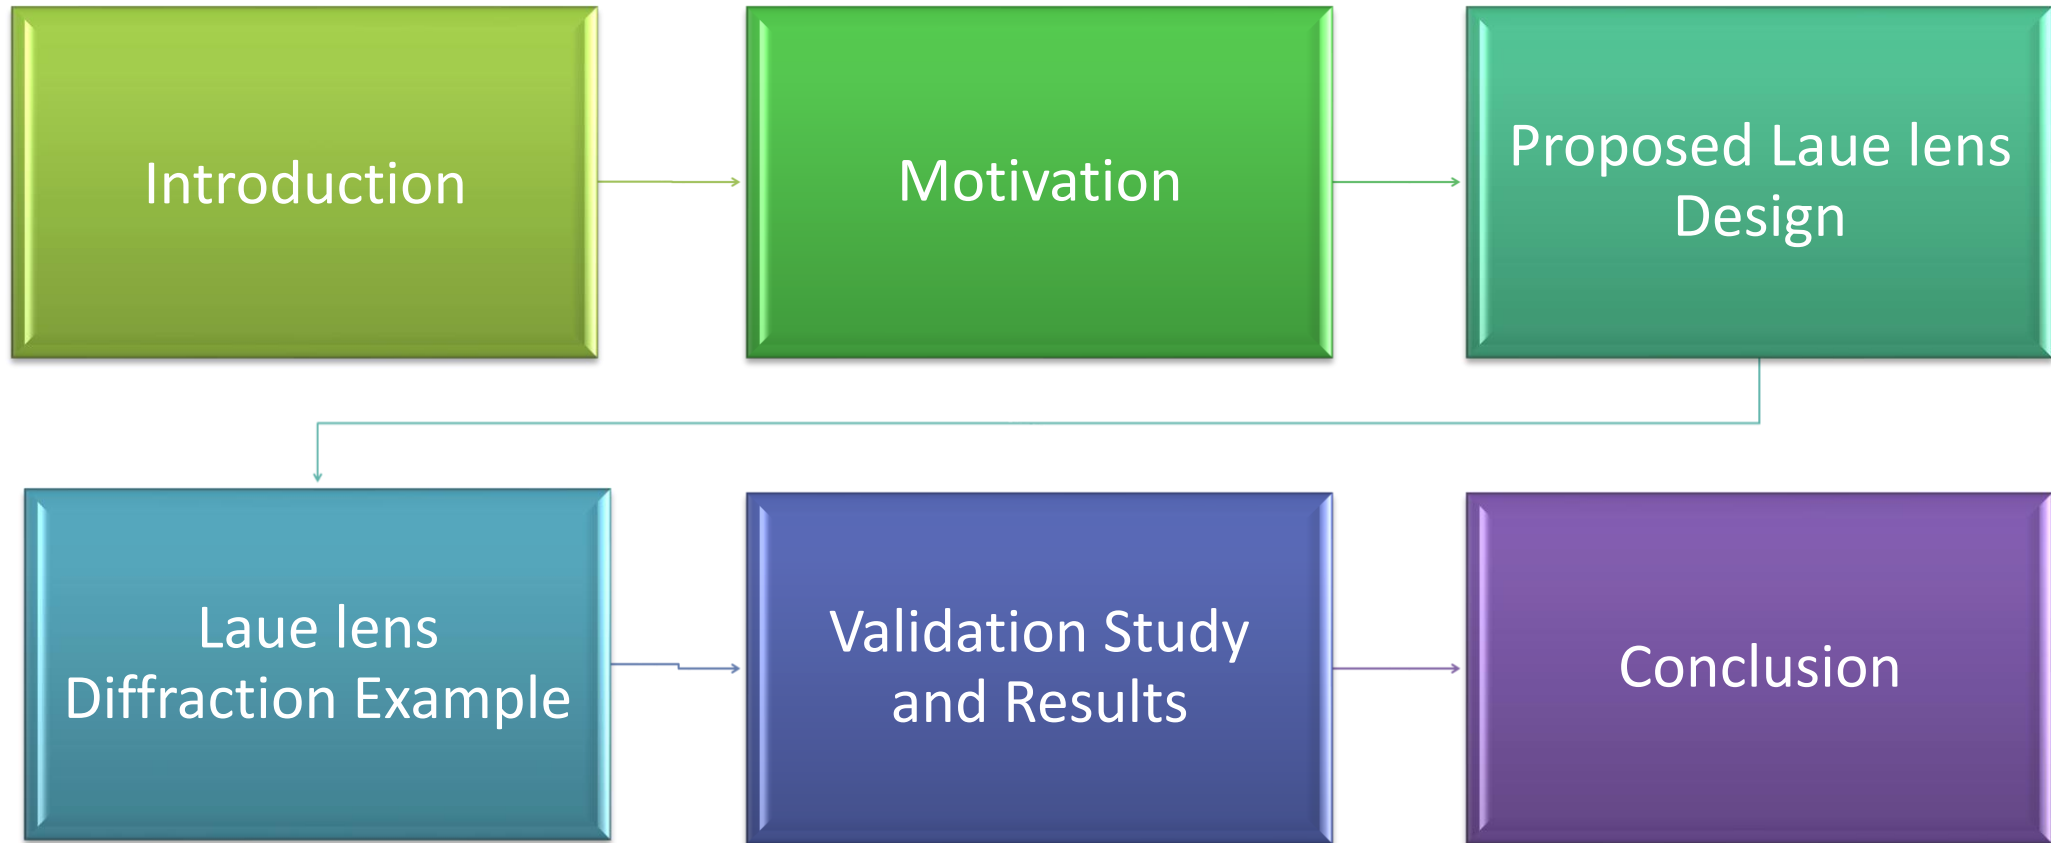 Introduction
Motivation
Proposed Laue lens
Design
Laue lens
Diffraction Example
Validation Study
and Results
Conclusion